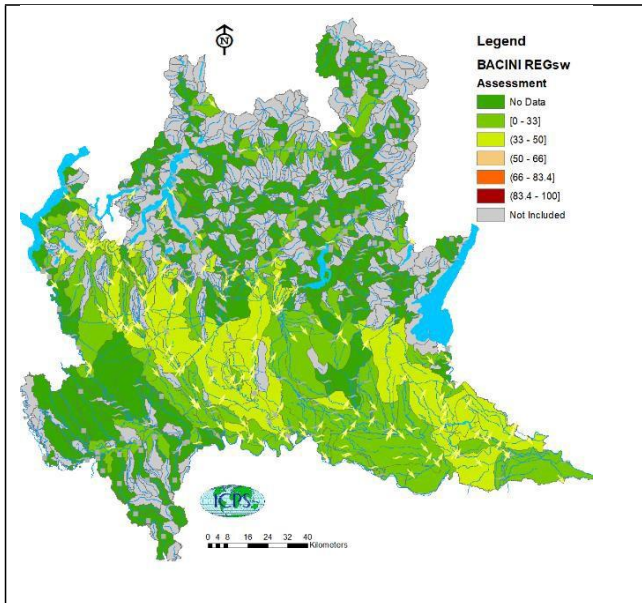 N
Legend
BACINI REGsw
Assessment
No Data
[0 - 33]
(33 - 50]
(50 - 66]
(66 - 83.4]
(83.4 - 100]
Not Included
ICPS
0 4 8 16 24 32 40
Kilometers